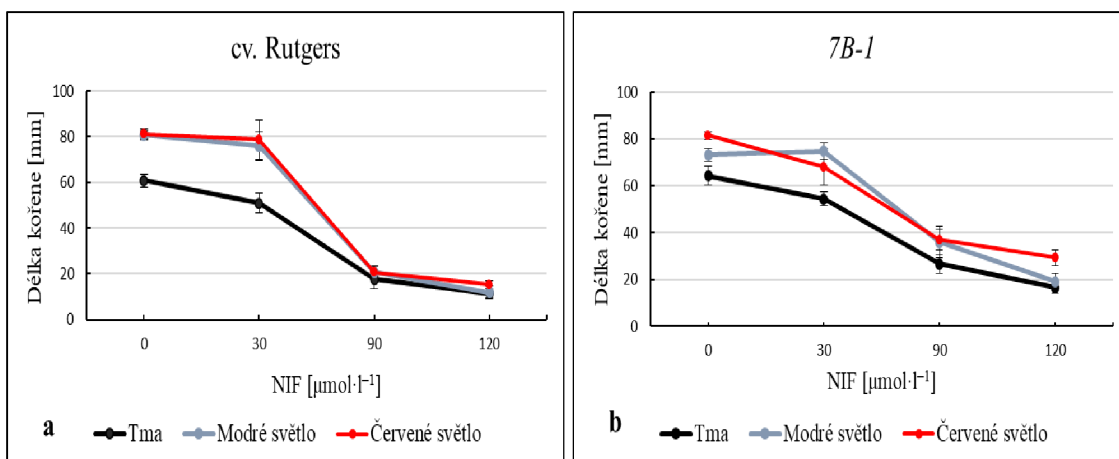 cv. Rutgers
Délka kořene [mm]
100
80
60
40
20
0
0 30 90 120
NIF [μmol·l⁻¹]
a
Tma Modré světlo Červené světlo
7B-1
Délka kořene [mm]
100
80
60
40
20
0
0 30 90 120
NIF [μmol·l⁻¹]
b
Tma Modré světlo Červené světlo